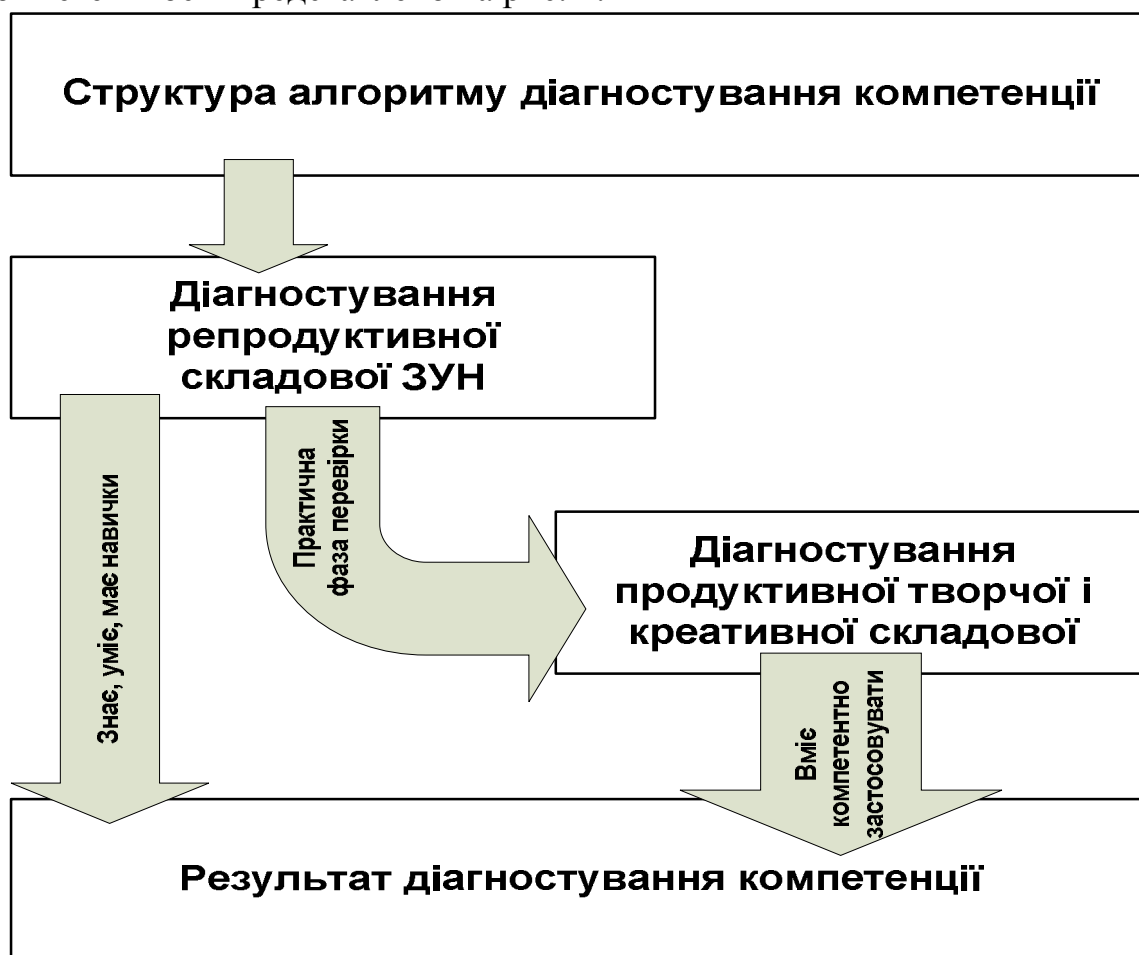 Структура алгоритму діагностування компетенції
Діагностування
репродуктивної
складової ЗУН
Знає, уміє, має навички
Практична
фаза перевірки
Діагностування
продуктивної творчої і
креативної складової
Вміє
компетентно
застосовувати
Результат діагностування компетенції